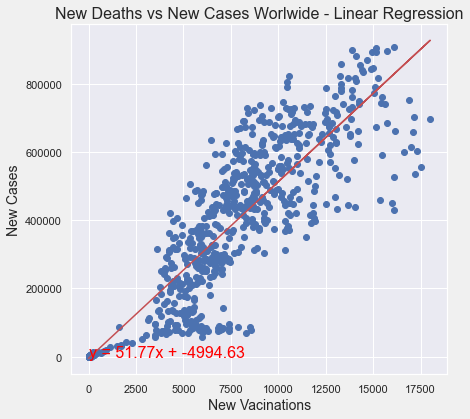 New Deaths vs New Cases Worlwide - Linear Regression
New Cases
800000
600000
400000
200000
0
y = 51.77x + -4994.63
0 2500 5000 7500 10000 12500 15000 17500
New Vacinations